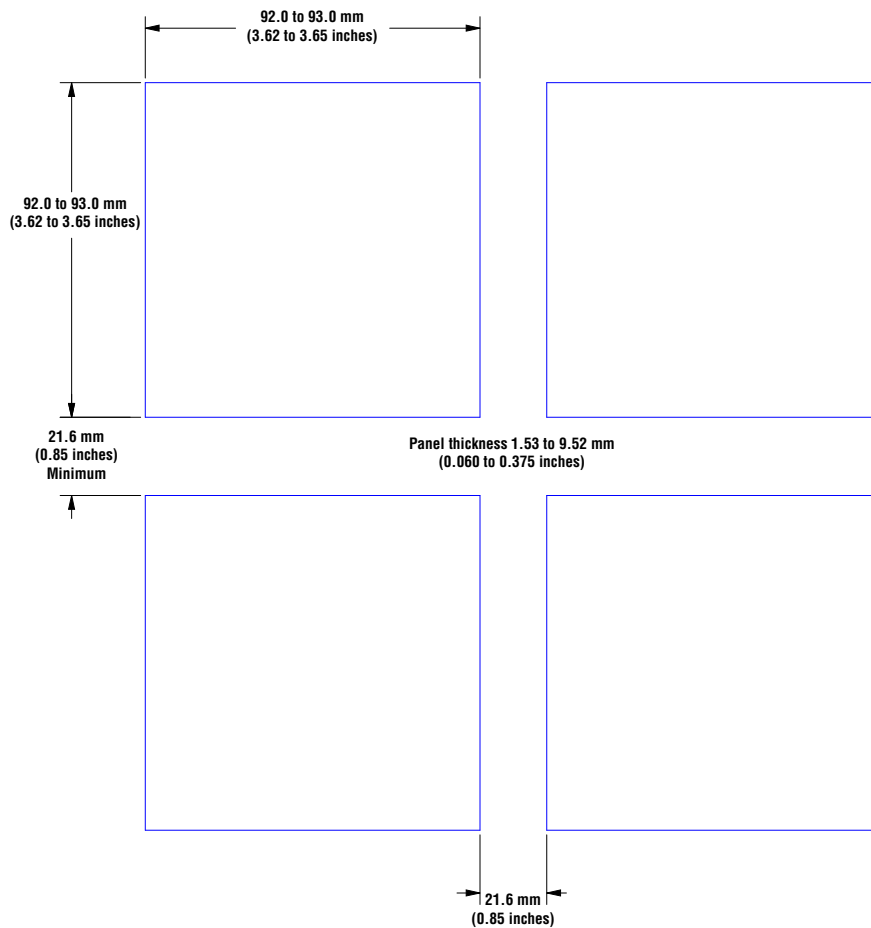 92.0 to 93.0 mm
(3.62 to 3.65 inches)
92.0 to 93.0 mm
(3.62 to 3.65 inches)
21.6 mm
(0.85 inches)
Minimum
Panel thickness 1.53 to 9.52 mm
(0.060 to 0.375 inches)
21.6 mm
(0.85 inches)